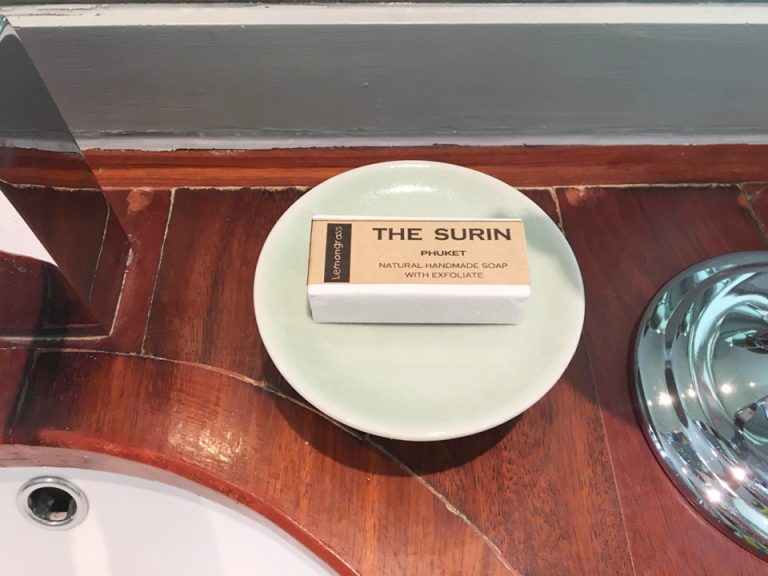 Lemongrass
THE SURIN
PHUKET
NATURAL HANDMADE SOAP
WITH EXFOLIATE